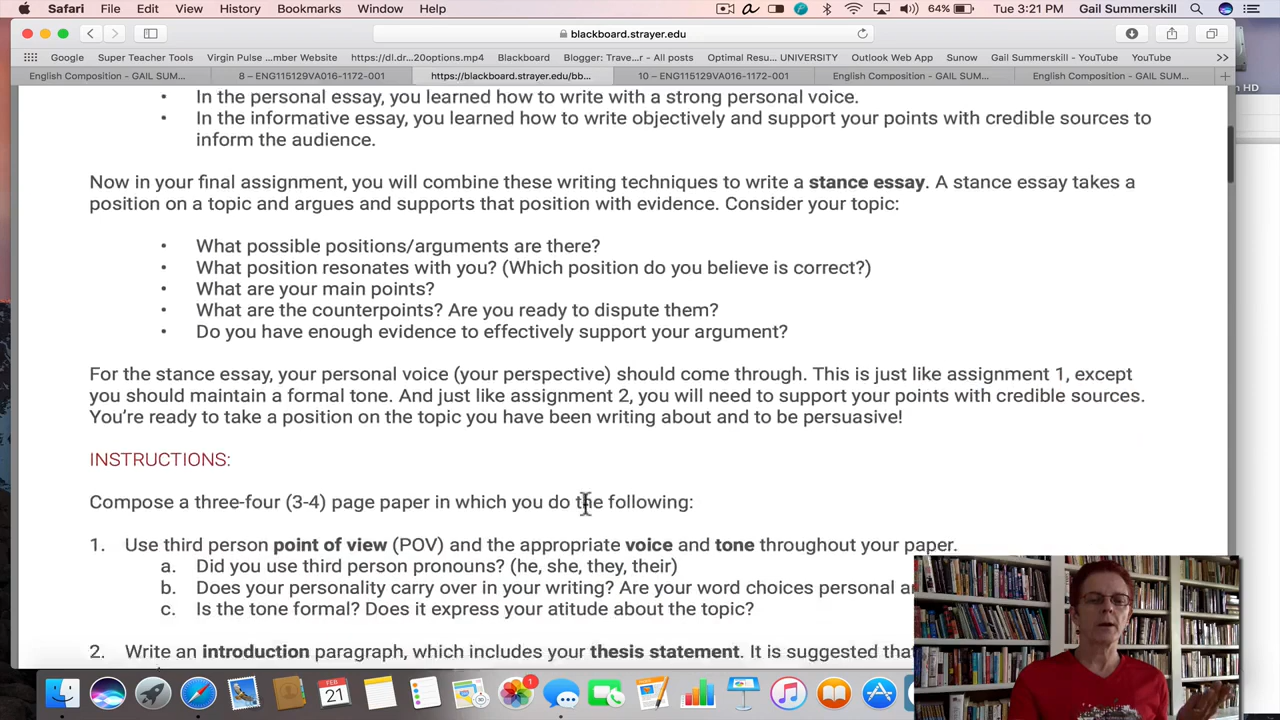 Safari File Edit View History Bookmarks Window Help 64% Tue 3:21 PM Gail Summerskill
blackboard.strayer.edu
Google Super Teacher Tools Virgin Pulse ...mber Website https://dl.dr...20options.mp4 Blackboard Blogger: Trave...r - All posts Optimal Resu... UNIVERSITY Outlook Web App Sunow Gail Summerskill - YouTube YouTube >>
English Composition - GAIL SUM... 8 – ENG115129VA016-1172-001 https://blackboard.strayer.edu/bb... 10 – ENG115129VA016-1172-001 English Composition - GAIL SUM... English Composition - GAIL SUM... +
HD
• In the personal essay, you learned how to write with a strong personal voice.
• In the informative essay, you learned how to write objectively and support your points with credible sources to
inform the audience.
Now in your final assignment, you will combine these writing techniques to write a stance essay. A stance essay takes a
position on a topic and argues and supports that position with evidence. Consider your topic:
• What possible positions/arguments are there?
• What position resonates with you? (Which position do you believe is correct?)
• What are your main points?
• What are the counterpoints? Are you ready to dispute them?
• Do you have enough evidence to effectively support your argument?
For the stance essay, your personal voice (your perspective) should come through. This is just like assignment 1, except
you should maintain a formal tone. And just like assignment 2, you will need to support your points with credible sources.
You're ready to take a position on the topic you have been writing about and to be persuasive!
INSTRUCTIONS:
Compose a three-four (3-4) page paper in which you do the following:
1. Use third person point of view (POV) and the appropriate voice and tone throughout your paper.
a. Did you use third person pronouns? (he, she, they, their)
b. Does your personality carry over in your writing? Are your word choices personal
c. Is the tone formal? Does it express your atitude about the topic?
2. Write an introduction paragraph, which includes your thesis statement. It is suggested that
FEB
21
1